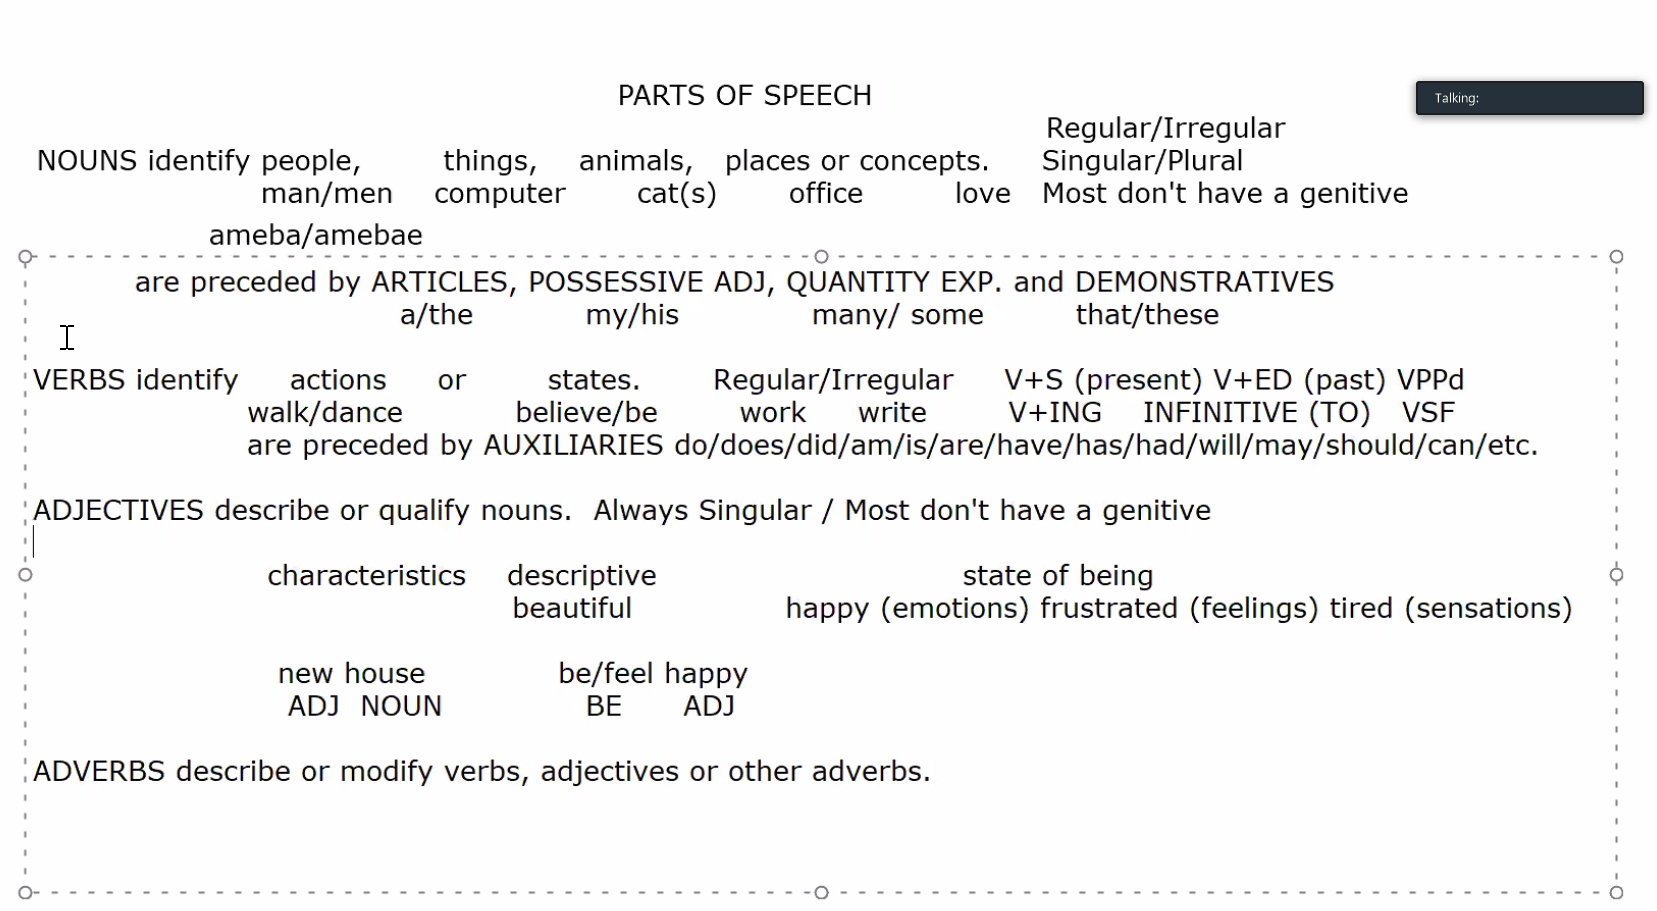 PARTS OF SPEECH
Talking:
Regular/Irregular
NOUNS identify people, things, animals, places or concepts. Singular/Plural
man/men computer cat(s) office love Most don't have a genitive
ameba/amebae
are preceded by ARTICLES, POSSESSIVE ADJ, QUANTITY EXP. and DEMONSTRATIVES
a/the my/his many/ some that/these
VERBS identify actions or states. Regular/Irregular V+S (present) V+ED (past) VPPd
walk/dance believe/be work write V+ING INFINITIVE (TO) VSF
are preceded by AUXILIARIES do/does/did/am/is/are/have/has/had/will/may/should/can/etc.
ADJECTIVES describe or qualify nouns. Always Singular / Most don't have a genitive
characteristics descriptive state of being
beautiful happy (emotions) frustrated (feelings) tired (sensations)
new house be/feel happy
ADJ NOUN BE ADJ
ADVERBS describe or modify verbs, adjectives or other adverbs.